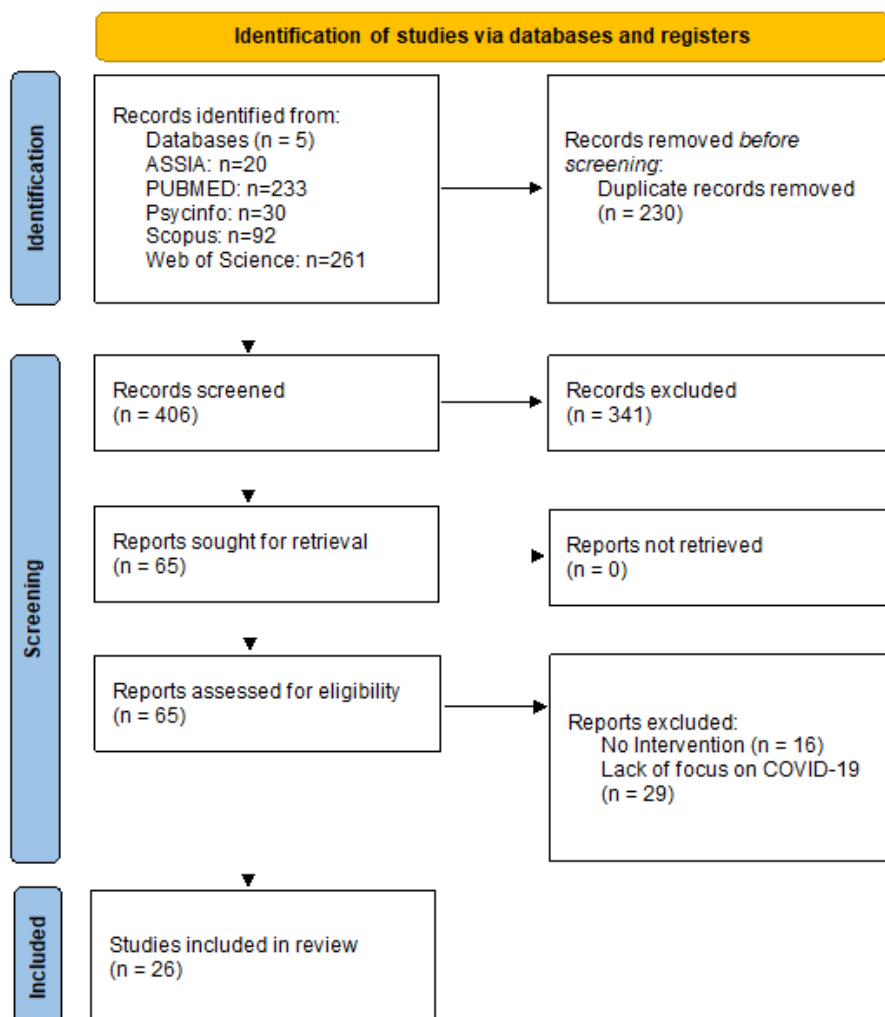 Identification of studies via databases and registers
Identification
Records identified from:
Databases (n = 5)
ASSIA: n=20
PUBMED: n=233
Psycinfo: n=30
Scopus: n=92
Web of Science: n=261
Records removed before
screening:
Duplicate records removed
(n = 230)
Screening
Records screened
(n = 406)
Records excluded
(n = 341)
Reports sought for retrieval
(n = 65)
Reports not retrieved
(n = 0)
Reports assessed for eligibility
(n = 65)
Reports excluded:
No Intervention (n = 16)
Lack of focus on COVID-19
(n = 29)
Included
Studies included in review
(n = 26)